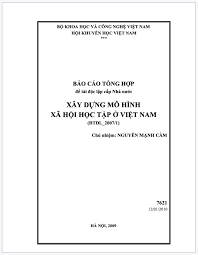 BỘ KHOA HỌC VÀ CÔNG NGHỆ VIỆT NAM
HỘI KHUYẾN HỌC VIỆT NAM
BÁO CÁO TỔNG HỢP
đề tài độc lập cấp Nhà nước
XÂY DỰNG MÔ HÌNH
XÃ HỘI HỌC TẬP Ở VIỆT NAM
(ĐTĐL_2007/1)
Chủ nhiệm: NGUYỄN MẠNH CẦM
7621
HÀ NỘI, 2009